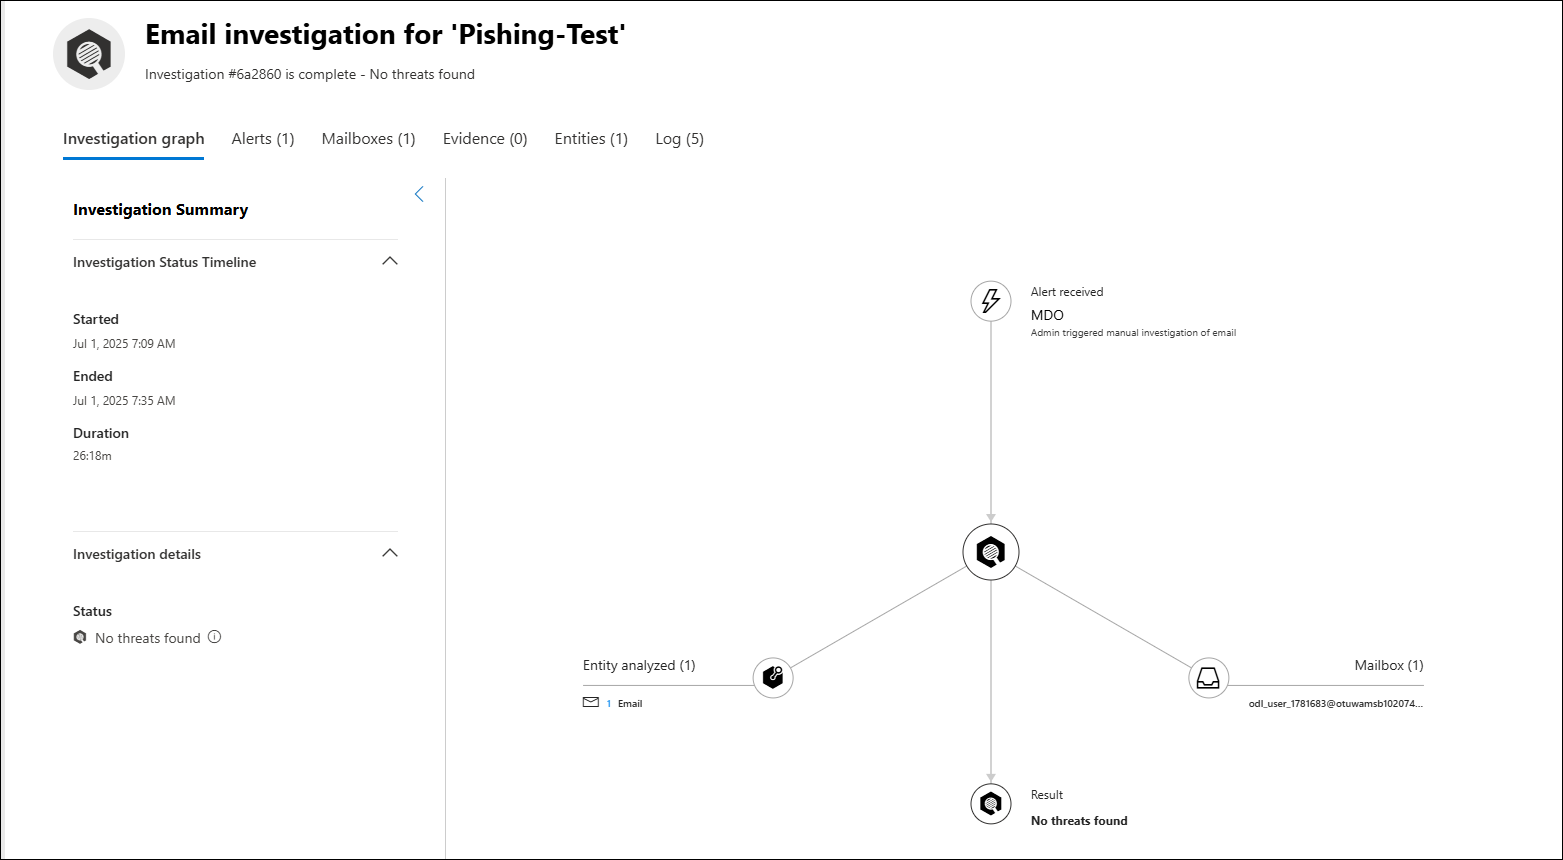 Email investigation for 'Pishing-Test'
Investigation #6a2860 is complete - No threats found
Investigation graph Alerts (1) Mailboxes (1) Evidence (0) Entities (1) Log (5)
Investigation Summary
Investigation Status Timeline
Started
Jul 1, 2025 7:09 AM
Ended
Jul 1, 2025 7:35 AM
Duration
26:18m
Investigation details
Status
No threats found
Alert received
MDO
Admin triggered manual investigation of email
Entity analyzed (1)
1 Email
Mailbox (1)
odl_user_1781683@otuwamsb102074...
Result
No threats found